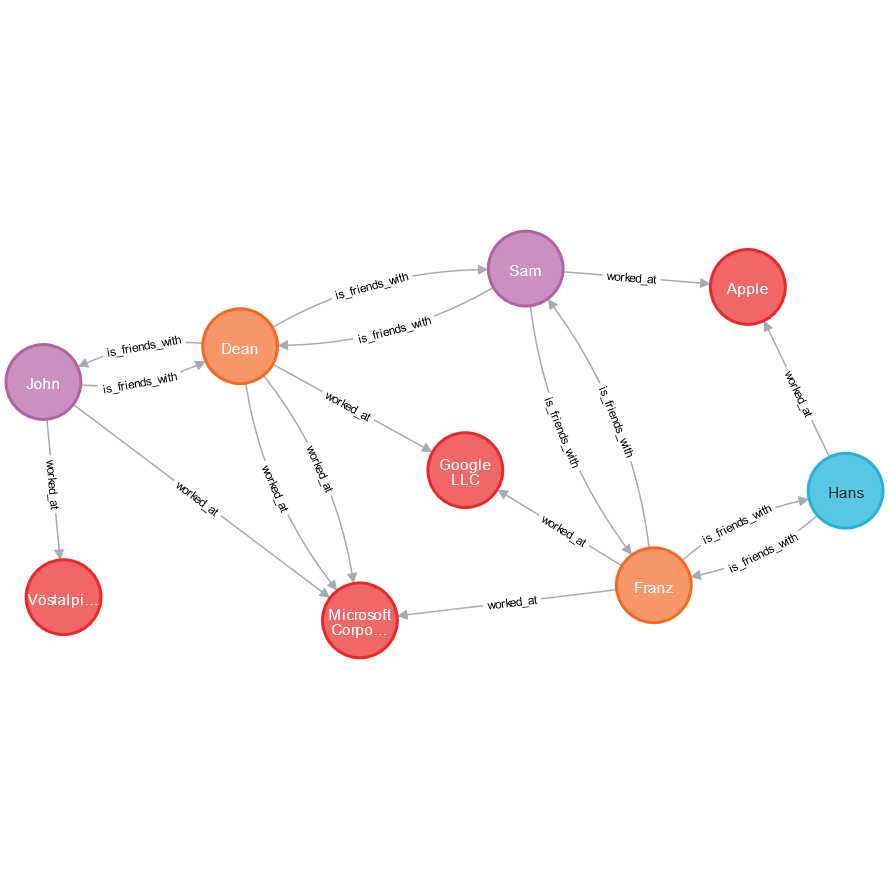 Sam
worked_at
Apple
is_friends_with
is_friends_with
Dean
is_friends_with
is_friends_with
John
worked_at
worked_at
is_friends_with
is_friends_with
Google
LLC
worked_at
worked_at
worked_at
worked_at
Hans
is_friends_with
worked_at
is_friends_with
Franz
worked_at
Vöstalpi...
Microsoft
Corpo...